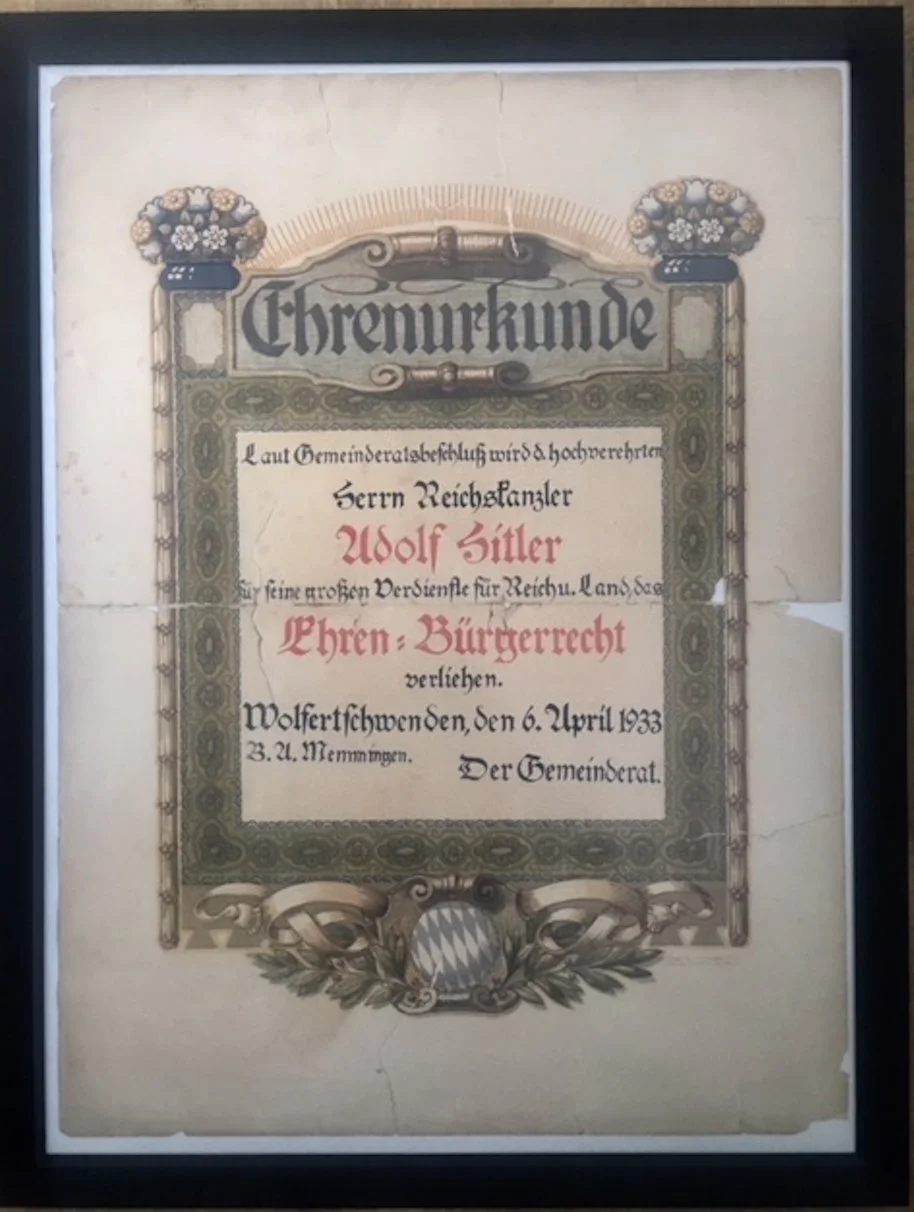 Ehrenurkunde
Laut Gemeinderatsbeschluß wird d. hochverehrten
Herrn Reichskanzler
Adolf Hitler
für seine großen Verdienste für Reich u. Land, das
Ehren=Bürgerrecht
verliehen.
Wolfertschwenden, den 6. April 1933
B. A. Memmingen.
Der Gemeinderat.